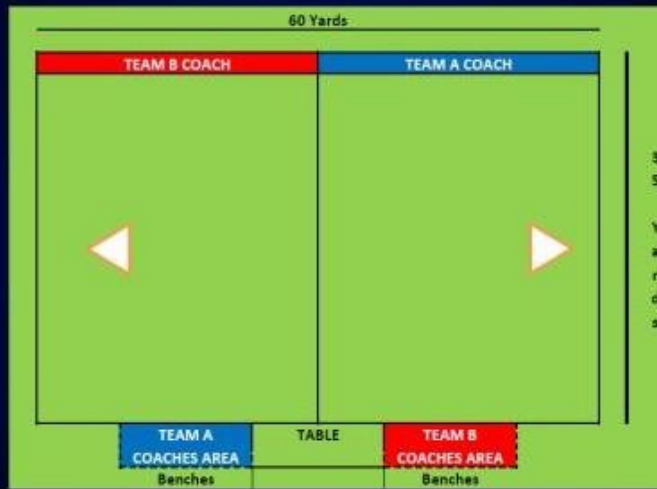 60 Yards
TEAM B COACH
TEAM A COACH
TEAM A
COACHES AREA
TABLE
TEAM B
COACHES AREA
Benches
Benches